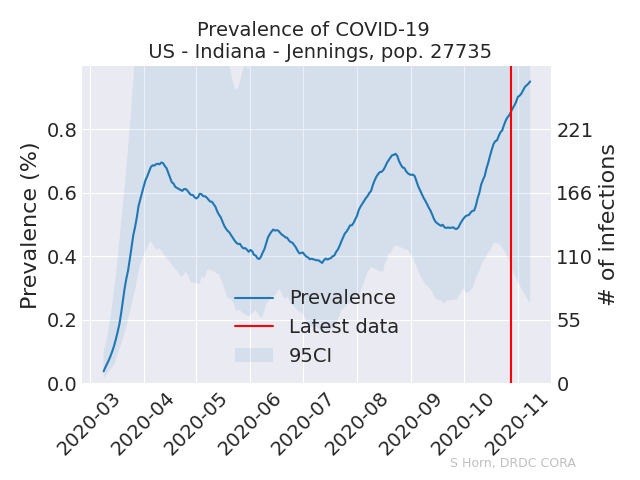 Prevalence of COVID-19
US - Indiana - Jennings, pop. 27735
Prevalence (%)
0.8
0.6
0.4
0.2
0.0
221
166
110
55
0
# of infections
Prevalence
Latest data
95CI
2020-03
2020-04
2020-05
2020-06
2020-07
2020-08
2020-09
2020-10
2020-11
S Horn, DRDC CORA